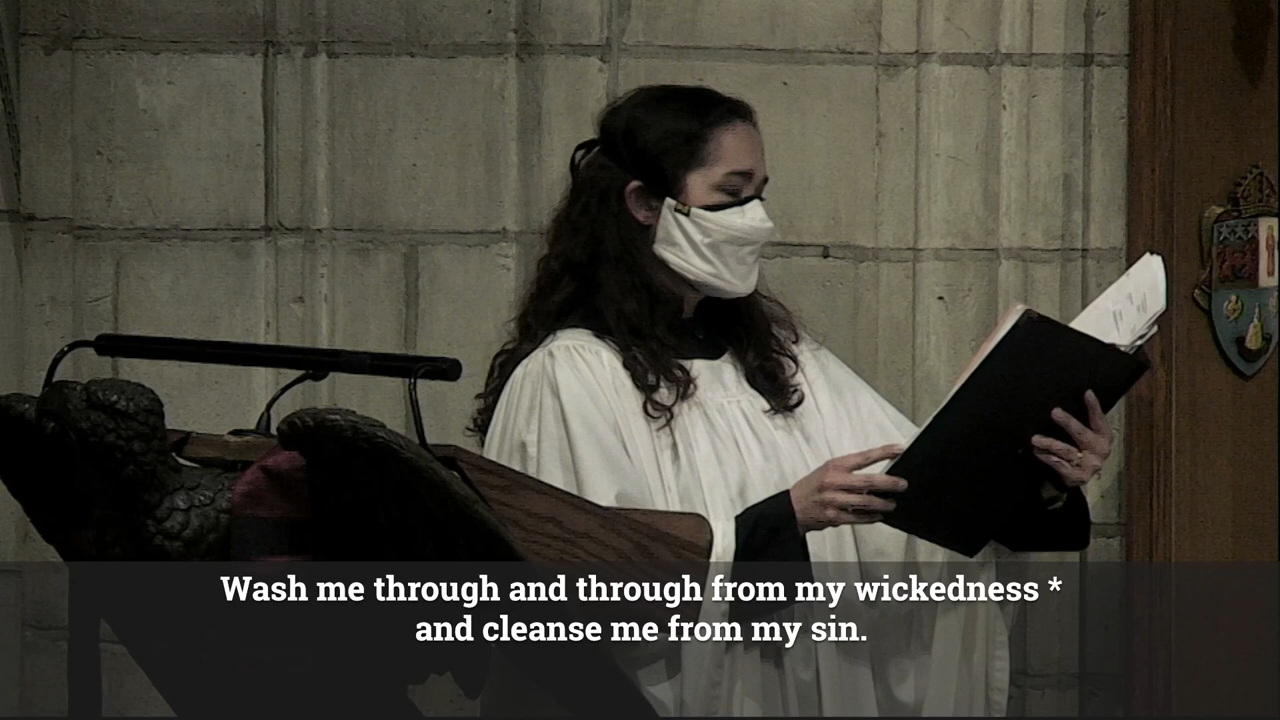 Wash me through and through from my wickedness *
and cleanse me from my sin.